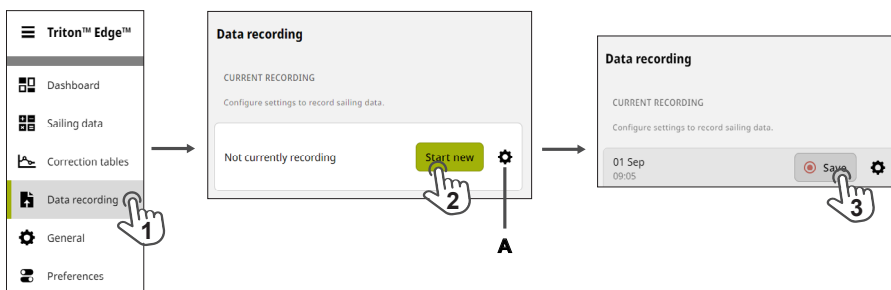 Triton™ Edge™
Dashboard
Sailing data
Correction tables
Data recording
1
General
Preferences
Data recording
CURRENT RECORDING
Configure settings to record sailing data.
Not currently recording
Start new
2
A
Data recording
CURRENT RECORDING
Configure settings to record sailing data.
01 Sep
09:05
Save
3